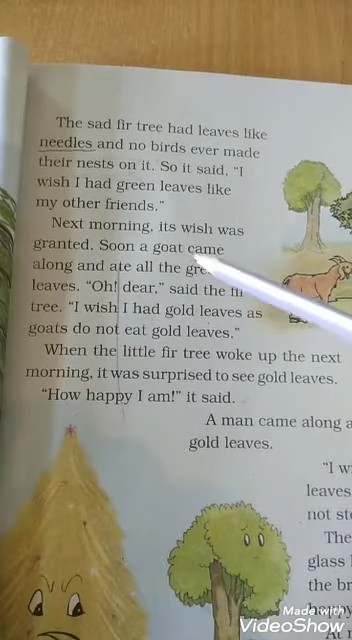 The sad fir tree had leaves like
needles and no birds ever made
their nests on it. So it said, "I
wish I had green leaves like
my other friends."
Next morning, its wish was
granted. Soon a goat came
along and ate all the
leaves. "Oh! dear," said the fir
tree. "I wish I had gold leaves as
goats do not eat gold leaves."
When the little fir tree woke up the next
morning, it was surprised to see gold leaves.
"How happy I am!" it said.
A man came along
gold leaves.
"I
leaves
not
The
glass
the
Made with
VideoShow